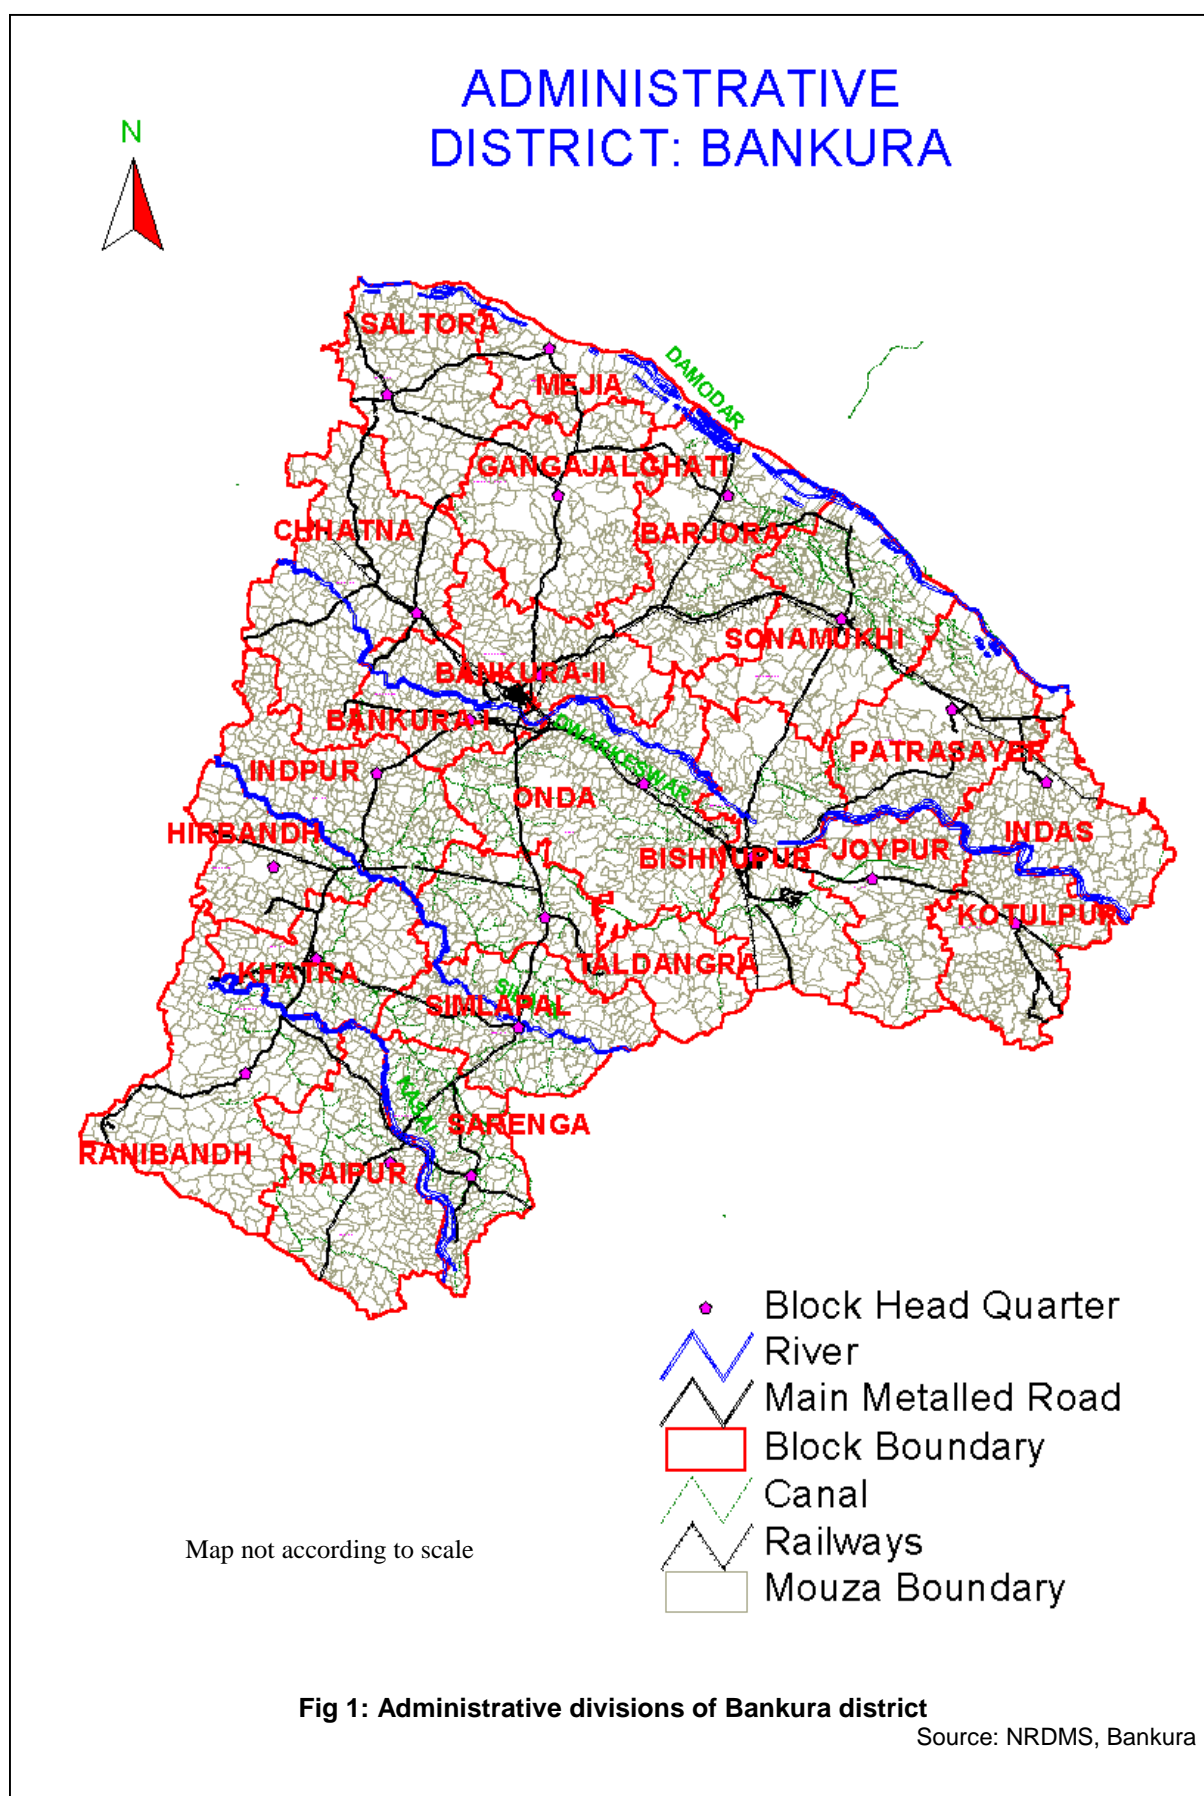 ADMINISTRATIVE
DISTRICT: BANKURA
N
SALTORA
MEJIA
DAMODAR
GANGAJALGHATI
CHHATNA
BARJORA
SONAMUKHI
BANKURA-II
BANKURA-I
DWARKESWAR
PATRASAYER
INDPUR
ONDA
HIRBANDH
BISHNUPUR
JOYPUR
INDAS
KOTULPUR
KHATRA
TALDANGRA
SIMLAPAL
KASAI
SARENGA
RANIBANDH
RAIPUR
Block Head Quarter
River
Main Metalled Road
Block Boundary
Canal
Railways
Mouza Boundary
Map not according to scale
Fig 1: Administrative divisions of Bankura district
Source: NRDMS, Bankura